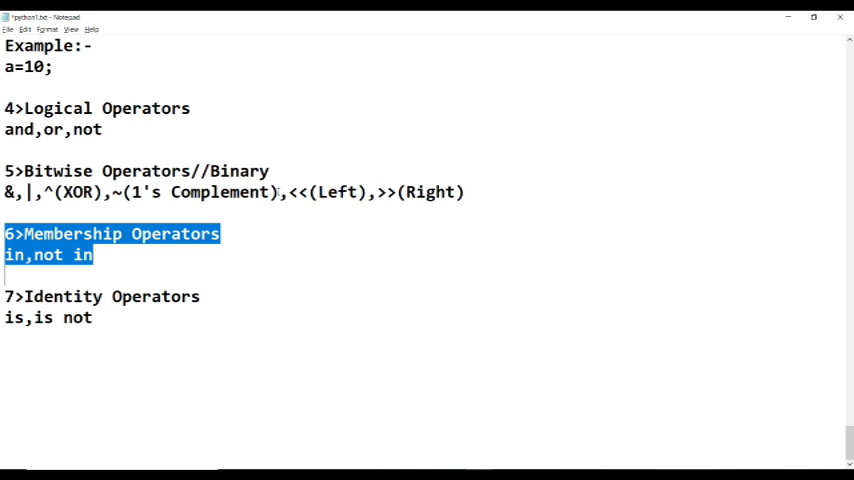 *python1.txt - Notepad
File Edit Format View Help
Example:-
a=10;
4>Logical Operators
and,or,not
5>Bitwise Operators//Binary
&,|,^(XOR),~(1's Complement),<<(Left),>>(Right)
6>Membership Operators
in,not in
7>Identity Operators
is,is not